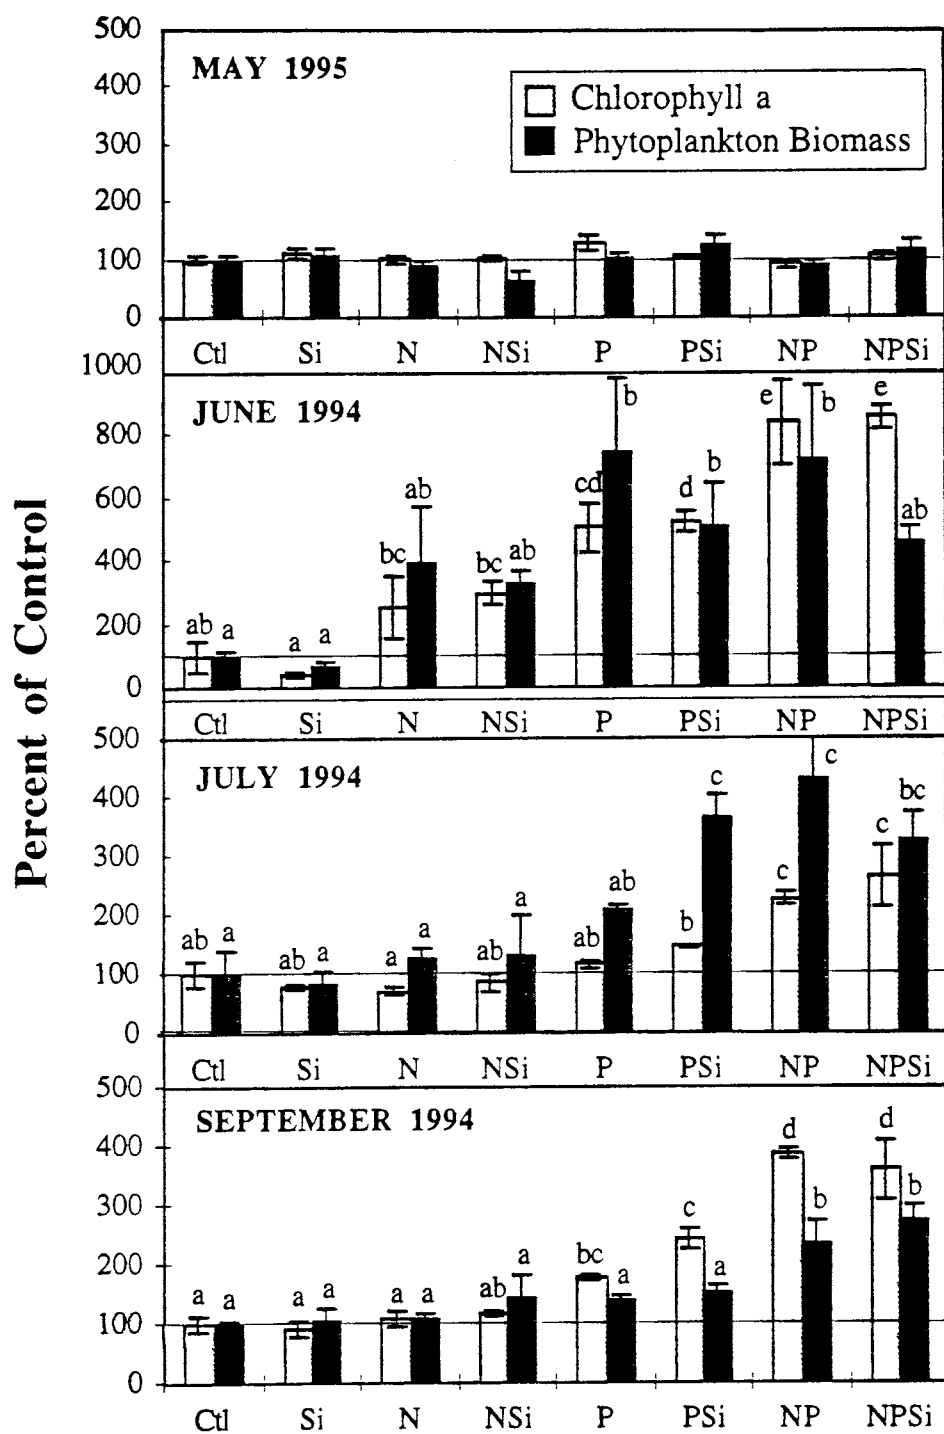 Percent of Control
500
400
300
200
100
0
MAY 1995
Chlorophyll a
Phytoplankton Biomass
Ctl Si N NSi P PSi NP NPSi
1000
800
600
400
200
0
JUNE 1994
ab a a a bc ab bc ab cd b d b e b e ab
Ctl Si N NSi P PSi NP NPSi
500
400
300
200
100
0
JULY 1994
ab a ab a a a ab a ab ab b c c c c bc
Ctl Si N NSi P PSi NP NPSi
500
400
300
200
100
0
SEPTEMBER 1994
a a a a a a ab a bc a c a d b d b
Ctl Si N NSi P PSi NP NPSi